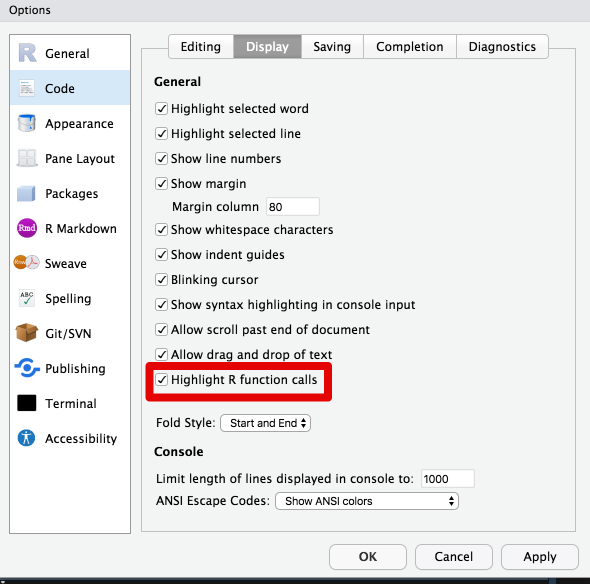 Options
General
Code
Appearance
Pane Layout
Packages
Rmd R Markdown
Sweave
ABC Spelling
Git/SVN
Publishing
Terminal
Accessibility
Editing Display Saving Completion Diagnostics
General
Highlight selected word
Highlight selected line
Show line numbers
Show margin
Margin column 80
Show whitespace characters
Show indent guides
Blinking cursor
Show syntax highlighting in console input
Allow scroll past end of document
Allow drag and drop of text
Highlight R function calls
Fold Style: Start and End
Console
Limit length of lines displayed in console to: 1000
ANSI Escape Codes: Show ANSI colors
OK Cancel Apply